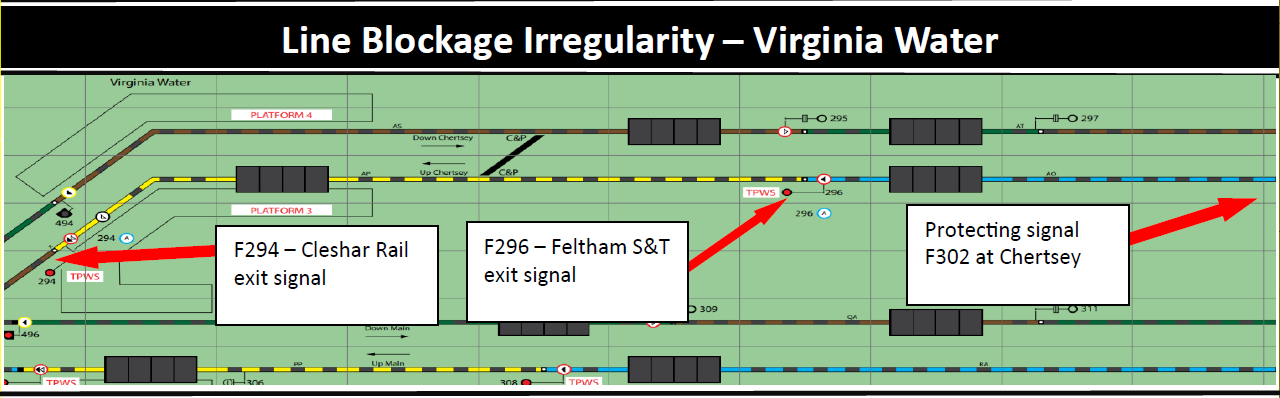 Line Blockage Irregularity – Virginia Water
Virginia Water
PLATFORM 4
AS
Down Chertsey
C&P
295
AT
297
Up Chertsey
C&P
AP
AO
TPWS
296
296 A
PLATFORM 3
494
294 A
294
TPWS
F294 – Cleshar Rail
exit signal
F296 – Feltham S&T
exit signal
Protecting signal
F302 at Chertsey
309
311
QA
496
Down Main
Up Main
PP
RA
TPWS
306
308
TPWS